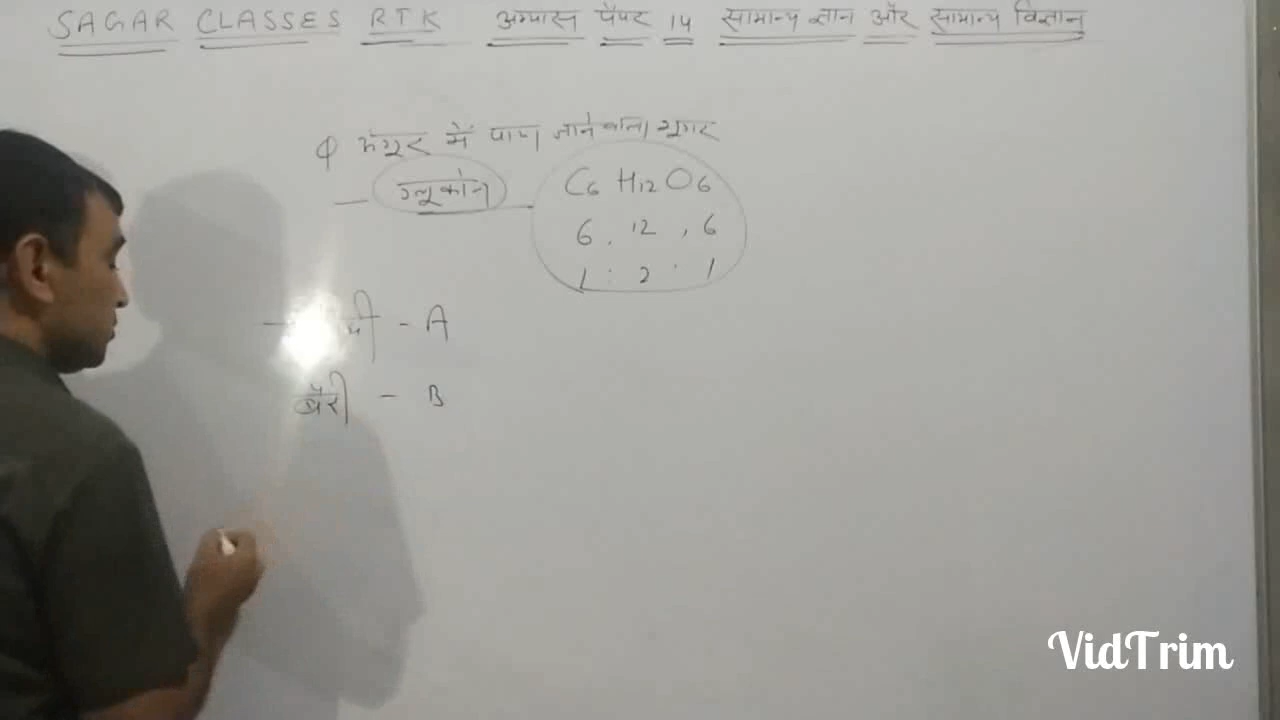 SAGAR CLASSES RTK अभ्यास पेपर 14 सामान्य ज्ञान और सामान्य विज्ञान
Q अंगूर में पाए जाने वाला शूगर
— ग्लूकोज — C6 H12 O6
6 , 12 , 6
1 : 2 : 1
- A
बैरी - B
VidTrim